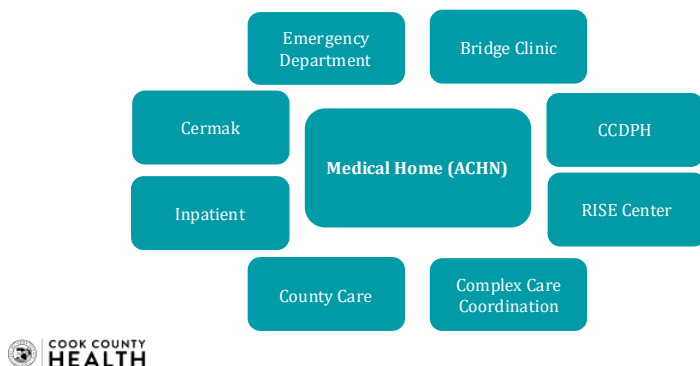 Emergency
Department
Bridge Clinic
Cermak
CCDPH
Medical Home (ACHN)
Inpatient
RISE Center
County Care
Complex Care
Coordination
COOK COUNTY
HEALTH